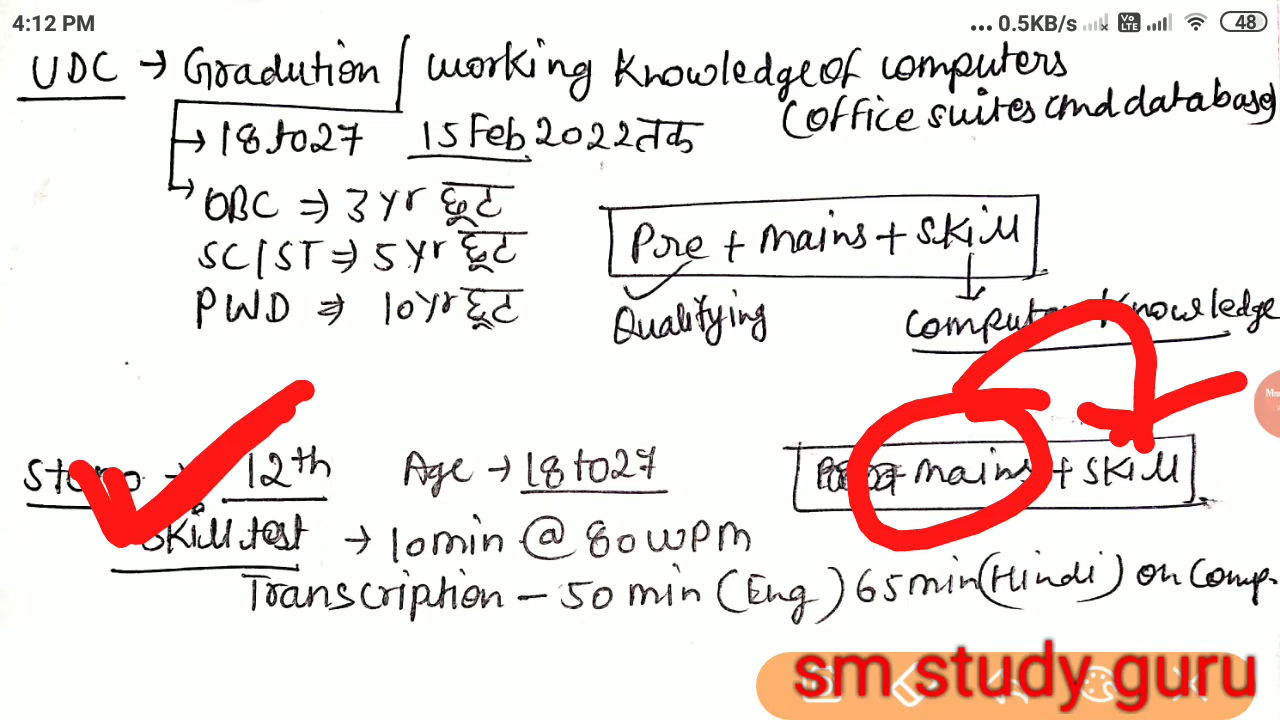 4:12 PM
... 0.5KB/s Vo LTE 48
UDC → Gradution / working Knowledge of computers
(office suites and database)
→ 18 to 27 15 Feb 2022 तक
→ OBC ⇒ 3 yr छूट
SC/ST ⇒ 5 yr छूट
PWD ⇒ 10 yr छूट
Pre + mains + skill
Qualifying
Computer Knowledge
Steno → 12th Age → 18 to 27
mains + skill
Skill test → 10 min @ 80 WPM
Transcription - 50 min (Eng) 65 min (Hindi) on Comp.
sm study guru